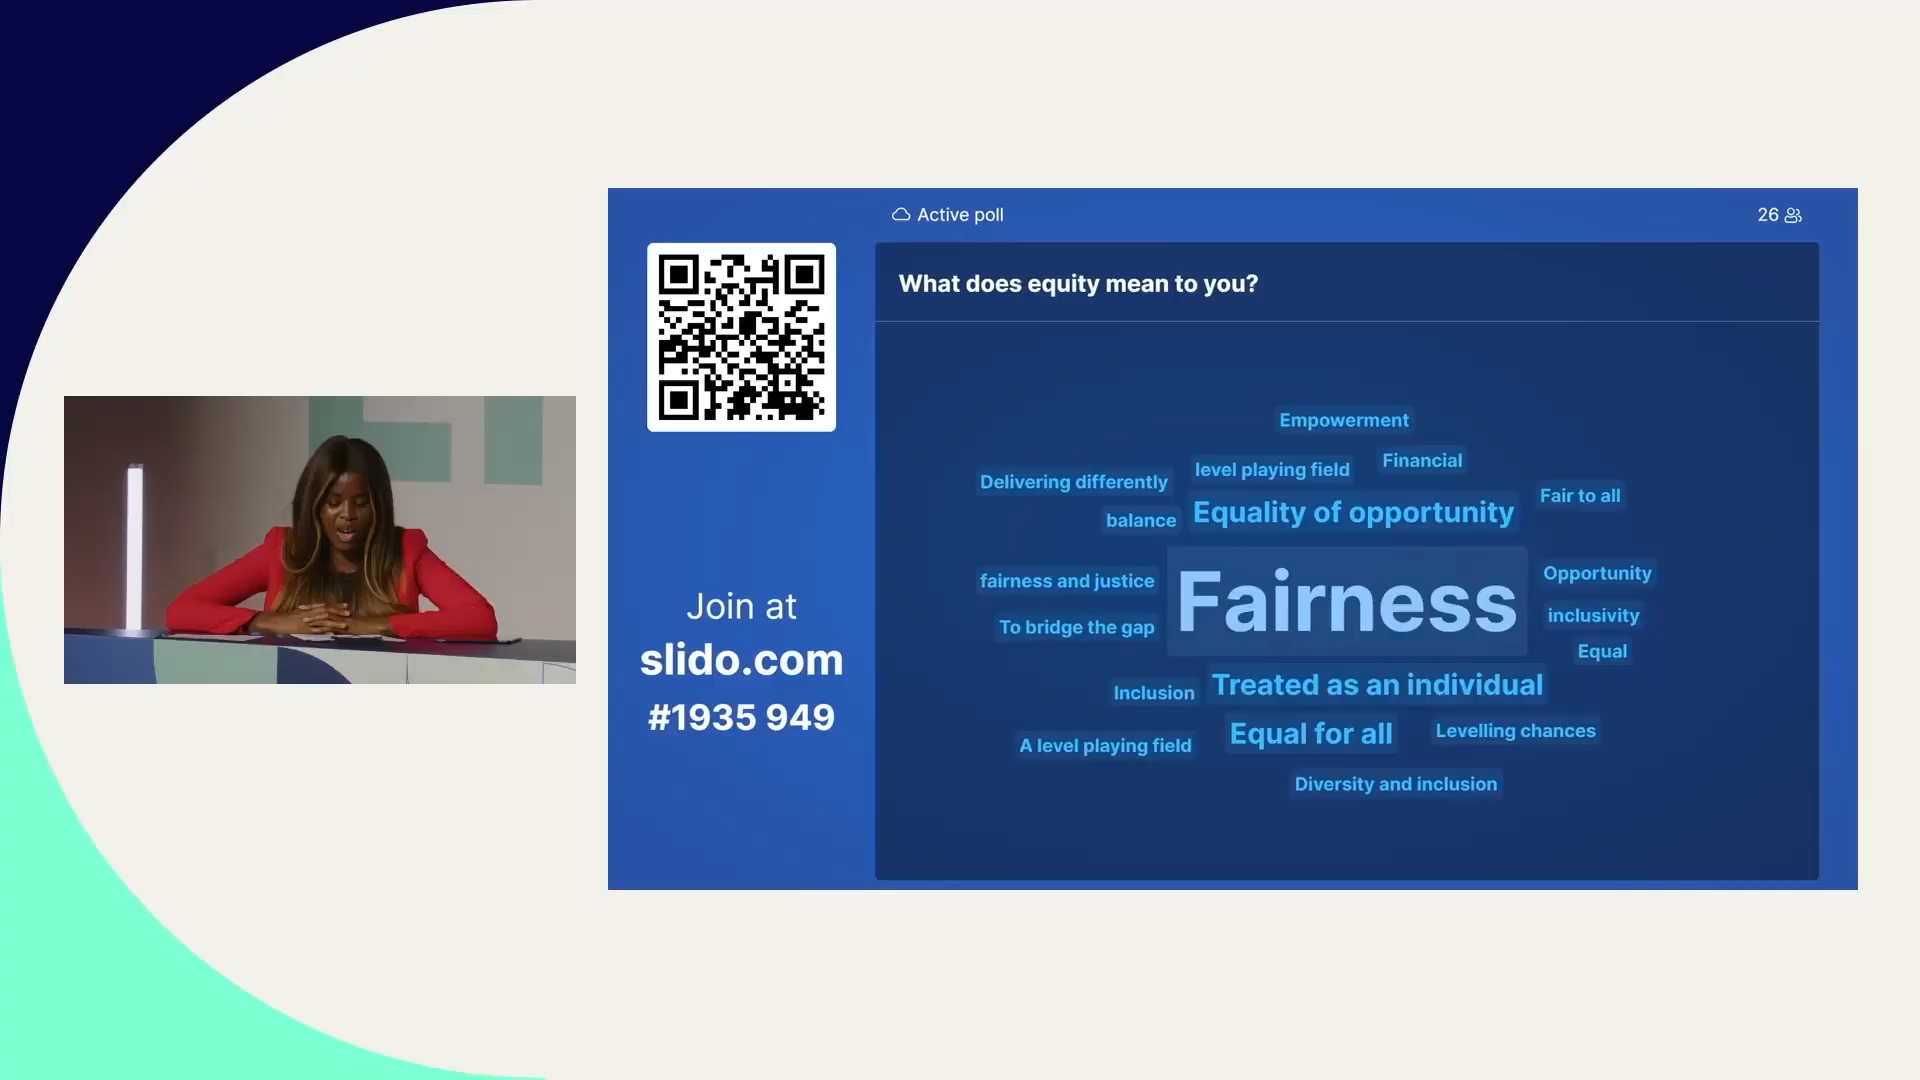 Active poll
26
What does equity mean to you?
Join at
slido.com
#1935 949
Empowerment
Financial
level playing field
Delivering differently
Fair to all
Equality of opportunity
balance
Opportunity
fairness and justice
Fairness
inclusivity
To bridge the gap
Equal
Treated as an individual
Inclusion
Levelling chances
Equal for all
A level playing field
Diversity and inclusion